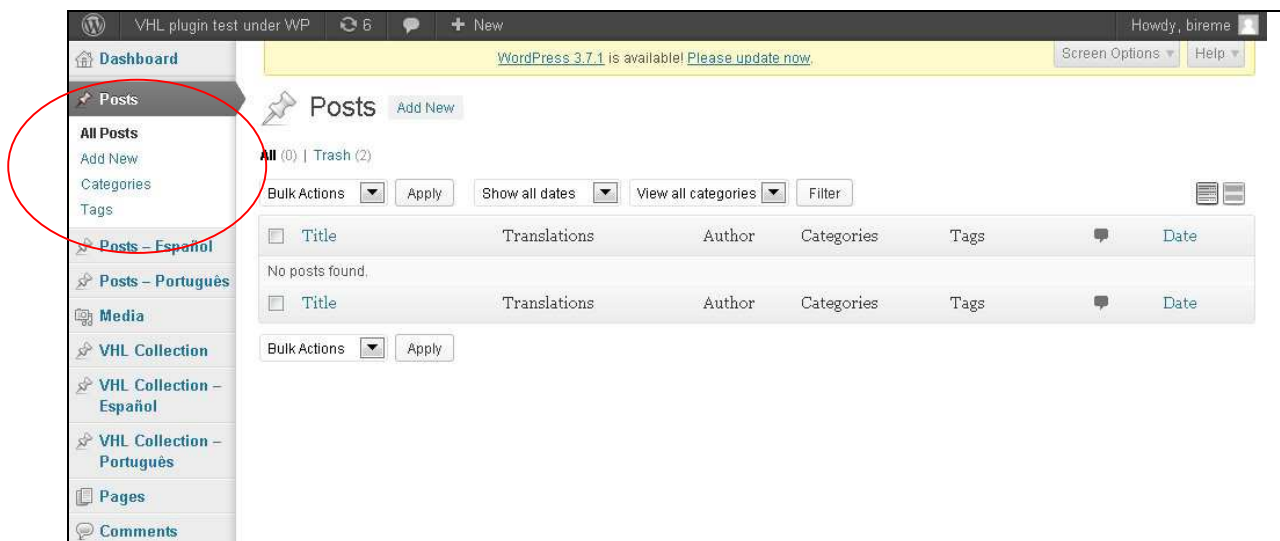 VHL plugin test under WP 6 New Howdy, bireme
Dashboard
WordPress 3.7.1 is available! Please update now.
Screen Options Help
Posts
All Posts
Add New
Categories
Tags
Posts – Español
Posts – Português
Media
VHL Collection
VHL Collection –
Español
VHL Collection –
Português
Pages
Comments
Posts Add New
All (0) | Trash (2)
Bulk Actions Apply Show all dates View all categories Filter
Title Translations Author Categories Tags Date
No posts found.
Title Translations Author Categories Tags Date
Bulk Actions Apply